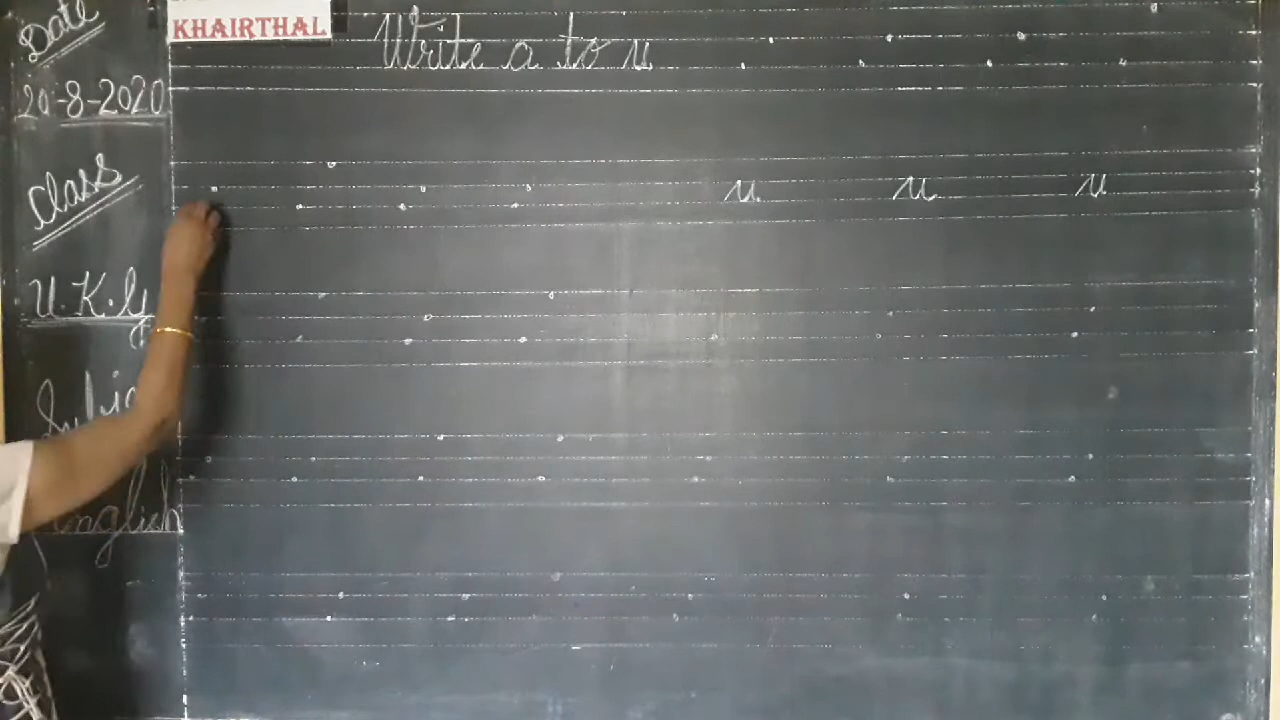 Date
20-8-2020
Class
U.K.G
English
KHAIRTHAL
Write a to u
u u u